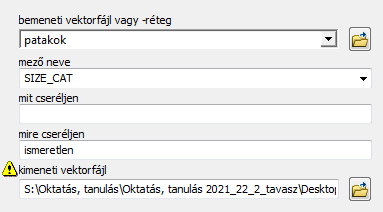 bemeneti vektorfájl vagy -réteg
patakok
mező neve
SIZE_CAT
mit cseréljen
mire cseréljen
ismeretlen
kimeneti vektorfájl
S:\Oktatás, tanulás\Oktatás, tanulás 2021_22_2_tavasz\Desktop